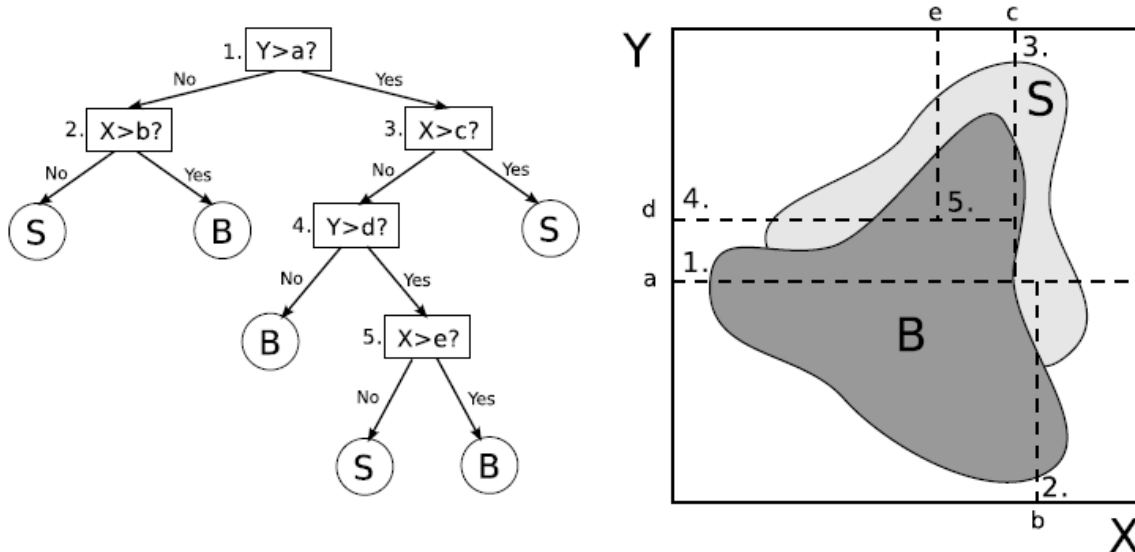 1. Y>a?
No
Yes
2. X>b?
3. X>c?
No
Yes
No
Yes
S
B
4. Y>d?
S
No
Yes
B
5. X>e?
No
Yes
S
B
e
c
Y
3.
S
d
4.
5.
a
1.
B
2.
b
X